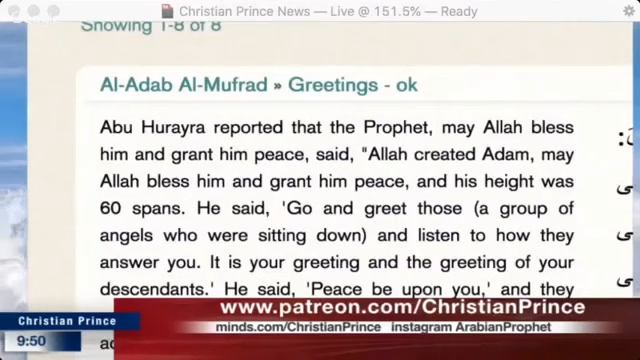 Christian Prince News — Live @ 151.5% — Ready
Showing 1-8 of 8
Al-Adab Al-Mufrad » Greetings - ok
Abu Hurayra reported that the Prophet, may Allah bless
him and grant him peace, said, "Allah created Adam, may
Allah bless him and grant him peace, and his height was
60 spans. He said, 'Go and greet those (a group of
angels who were sitting down) and listen to how they
answer you. It is your greeting and the greeting of your
descendants.' He said, 'Peace be upon you,' and they
www.patreon.com/ChristianPrince
minds.com/ChristianPrince instagram ArabianProphet
Christian Prince
9:50